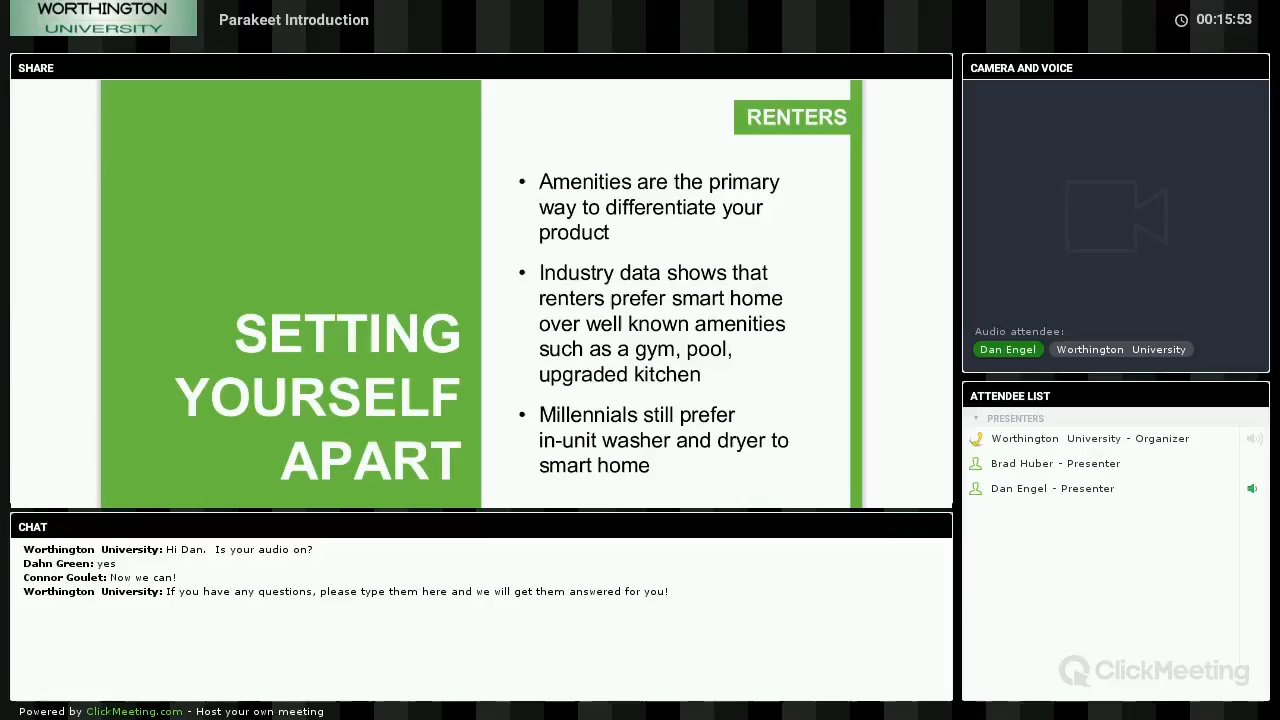 WORTHINGTON
UNIVERSITY
Parakeet Introduction
00:15:53
SHARE
SETTING
YOURSELF
APART
RENTERS
• Amenities are the primary
way to differentiate your
product
• Industry data shows that
renters prefer smart home
over well known amenities
such as a gym, pool,
upgraded kitchen
• Millennials still prefer
in-unit washer and dryer to
smart home
CAMERA AND VOICE
Audio attendee:
Dan Engel Worthington University
ATTENDEE LIST
PRESENTERS
Worthington University - Organizer
Brad Huber - Presenter
Dan Engel - Presenter
CHAT
Worthington University: Hi Dan. Is your audio on?
Dahn Green: yes
Connor Goulet: Now we can!
Worthington University: If you have any questions, please type them here and we will get them answered for you!
ClickMeeting
Powered by ClickMeeting.com - Host your own meeting